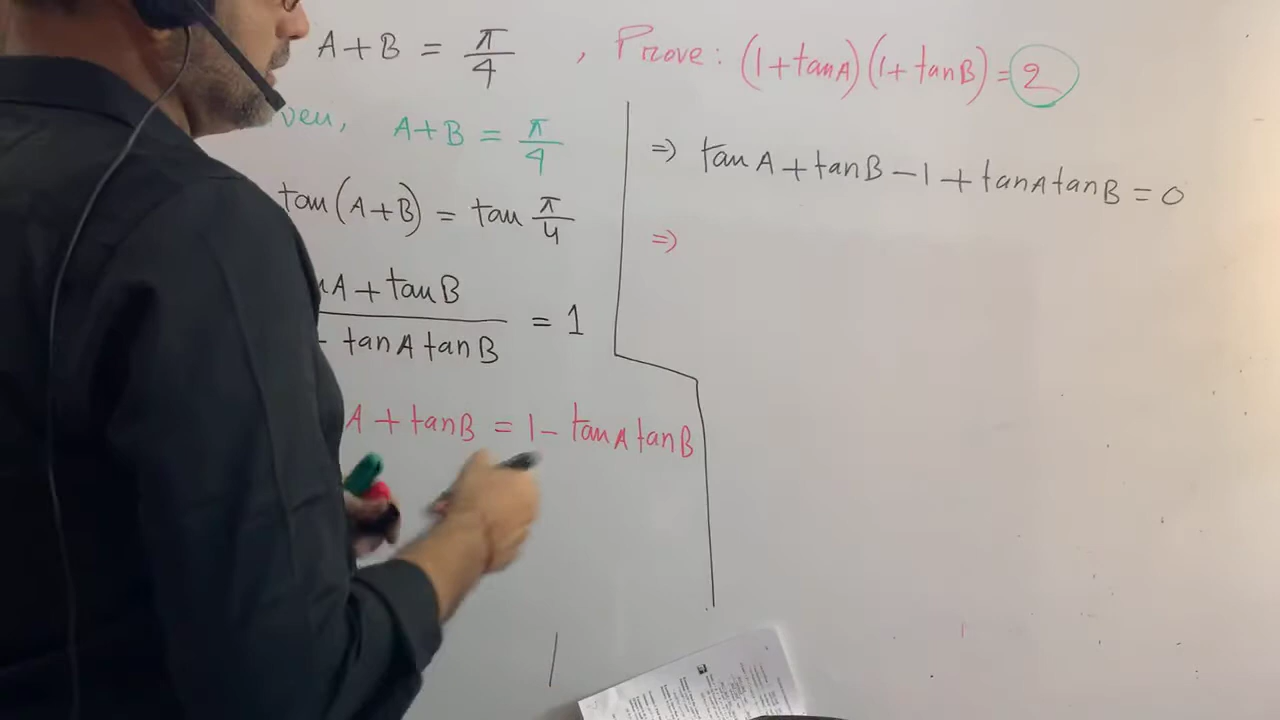 A + B = π/4 , Prove: (1 + tanA)(1 + tanB) = 2
ven, A + B = π/4
tan(A+B) = tan π/4
A + tanB / - tanA tanB = 1
A + tanB = 1 - tanA tanB
⇒ tanA + tanB - 1 + tanA tanB = 0
⇒